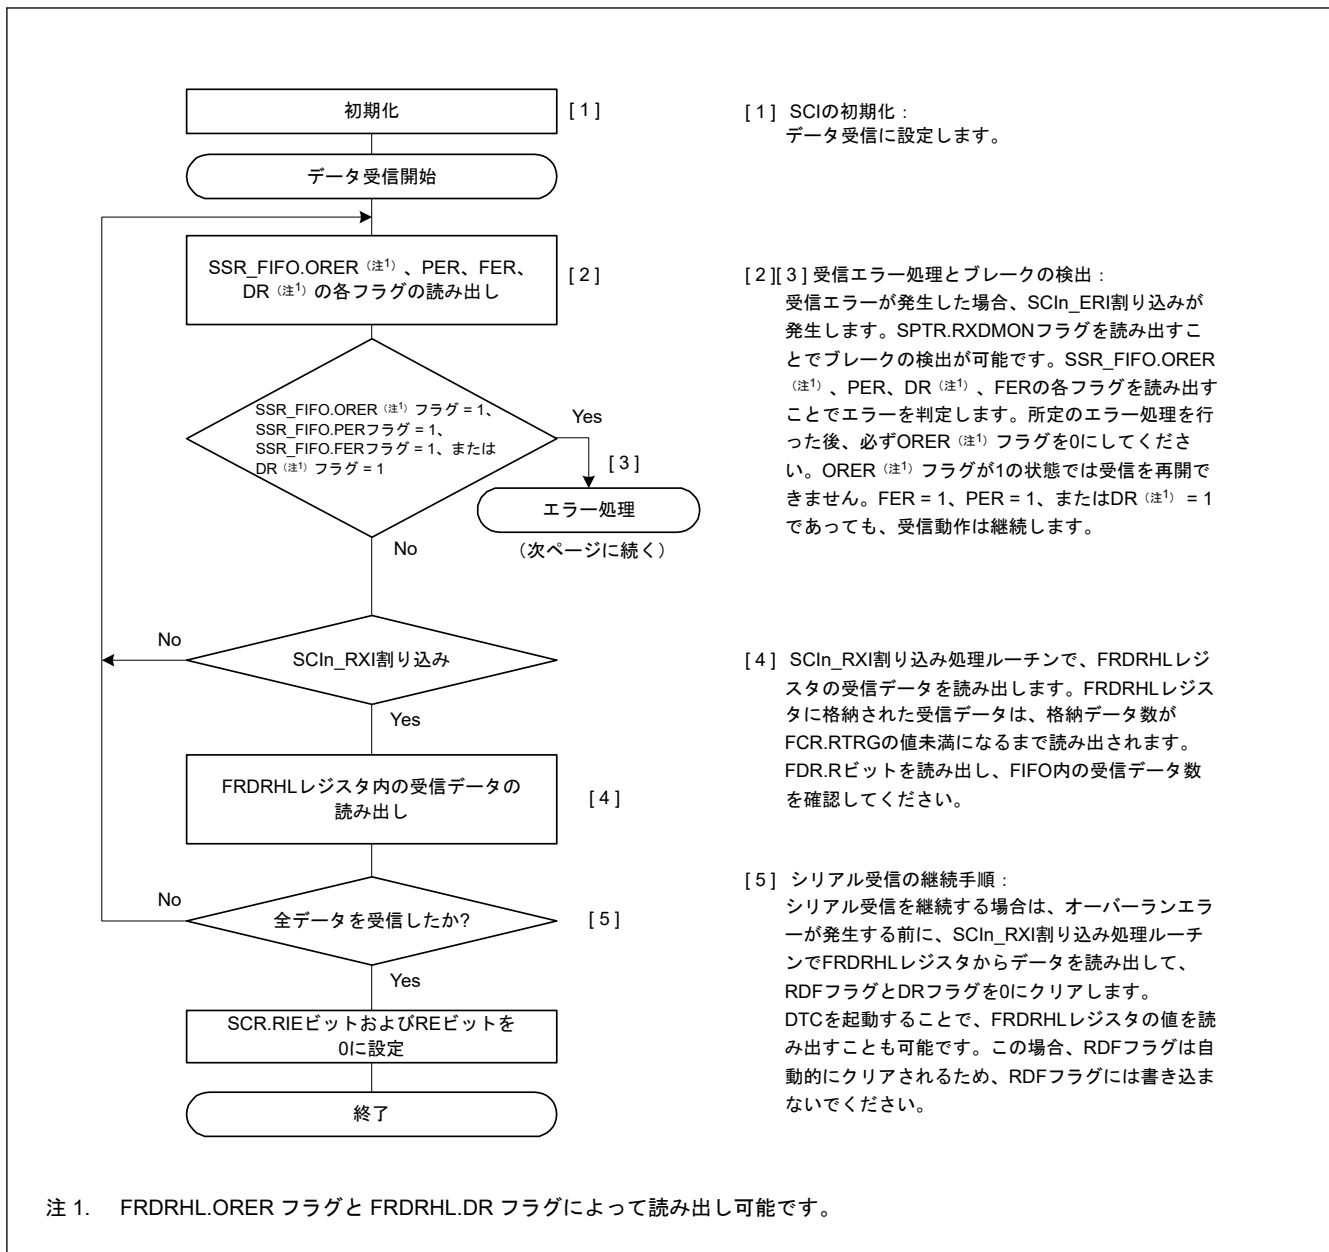 初期化
[ 1 ]
データ受信開始
SSR_FIFO.ORER（注1）、PER、FER、
DR（注1）の各フラグの読み出し
[ 2 ]
SSR_FIFO.ORER（注1）フラグ = 1、
SSR_FIFO.PERフラグ = 1、
SSR_FIFO.FERフラグ = 1、または
DR（注1）フラグ = 1
Yes
[ 3 ]
エラー処理
（次ページに続く）
No
No
SCIn_RXI割り込み
Yes
FRDRHLレジスタ内の受信データの
読み出し
[ 4 ]
No
全データを受信したか?
[ 5 ]
Yes
SCR.RIEビットおよびREビットを
0に設定
終了
[ 1 ] SCIの初期化：
データ受信に設定します。
[ 2 ][ 3 ] 受信エラー処理とブレークの検出：
受信エラーが発生した場合、SCIn_ERI割り込みが
発生します。SPTR.RXDMONフラグを読み出すこ
とでブレークの検出が可能です。SSR_FIFO.ORER
（注1）、PER、DR（注1）、FERの各フラグを読み出す
ことでエラーを判定します。所定のエラー処理を行
った後、必ずORER（注1）フラグを0にしてくださ
い。ORER（注1）フラグが1の状態では受信を再開で
きません。FER = 1、PER = 1、またはDR（注1） = 1
であっても、受信動作は継続します。
[ 4 ] SCIn_RXI割り込み処理ルーチンで、FRDRHLレジ
スタの受信データを読み出します。FRDRHLレジス
タに格納された受信データは、格納データ数が
FCR.RTRGの値未満になるまで読み出されます。
FDR.Rビットを読み出し、FIFO内の受信データ数
を確認してください。
[ 5 ] シリアル受信の継続手順：
シリアル受信を継続する場合は、オーバーランエラ
ーが発生する前に、SCIn_RXI割り込み処理ルーチ
ンでFRDRHLレジスタからデータを読み出して、
RDFフラグとDRフラグを0にクリアします。
DTCを起動することで、FRDRHLレジスタの値を読
み出すことも可能です。この場合、RDFフラグは自
動的にクリアされるため、RDFフラグには書き込ま
ないでください。
注 1. FRDRHL.ORER フラグと FRDRHL.DR フラグによって読み出し可能です。